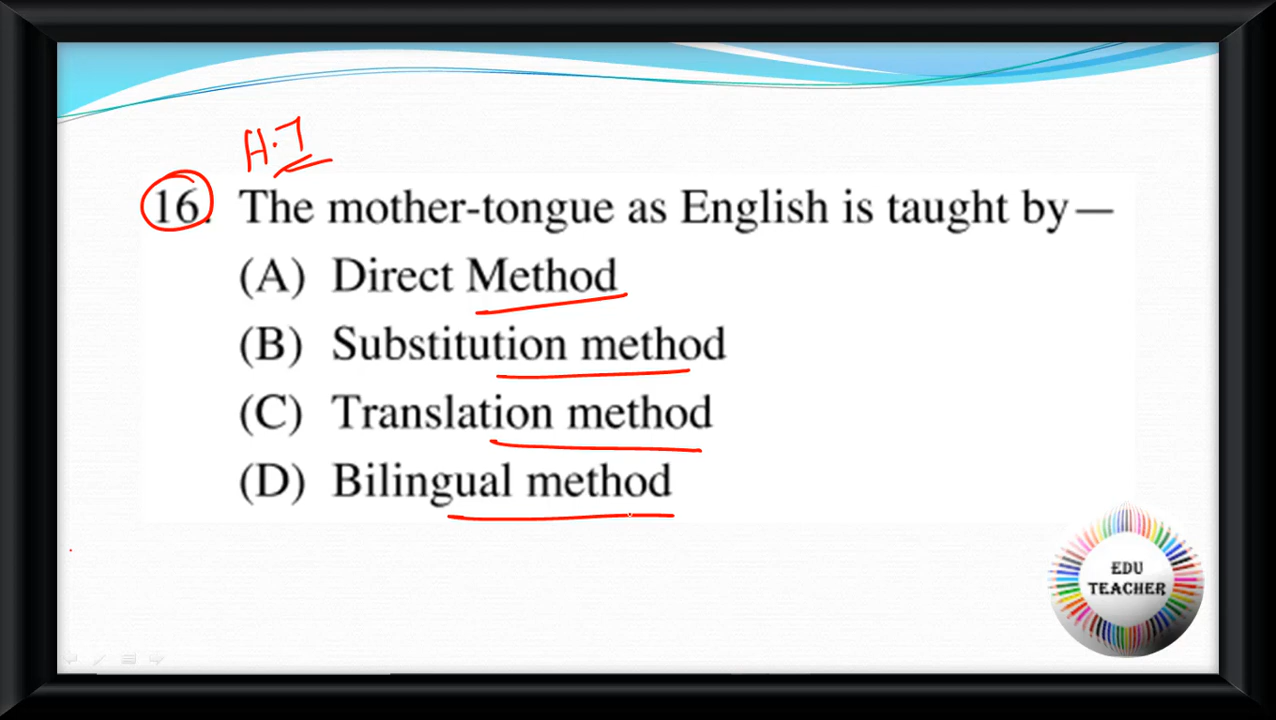 H.T
16. The mother-tongue as English is taught by—
(A) Direct Method
(B) Substitution method
(C) Translation method
(D) Bilingual method
EDU
TEACHER